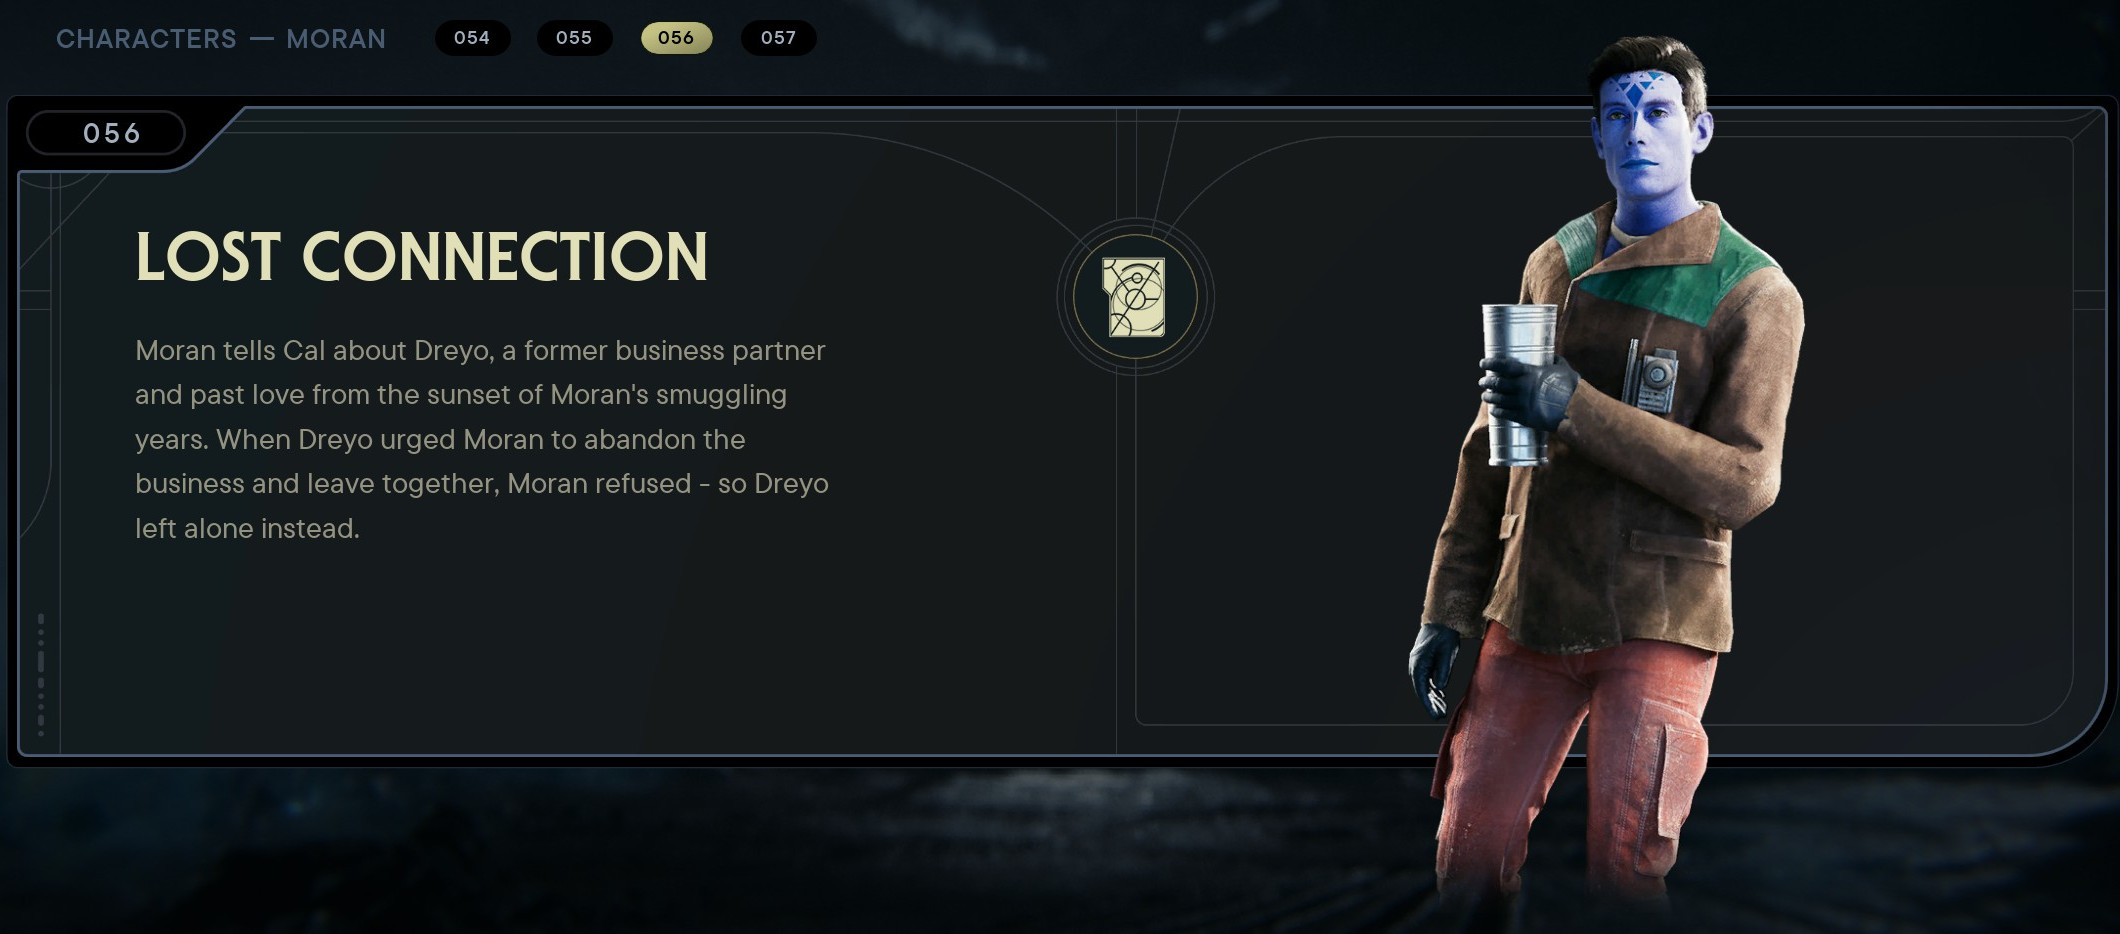 CHARACTERS — MORAN
054
055
056
057
056
LOST CONNECTION
Moran tells Cal about Dreyo, a former business partner
and past love from the sunset of Moran's smuggling
years. When Dreyo urged Moran to abandon the
business and leave together, Moran refused - so Dreyo
left alone instead.